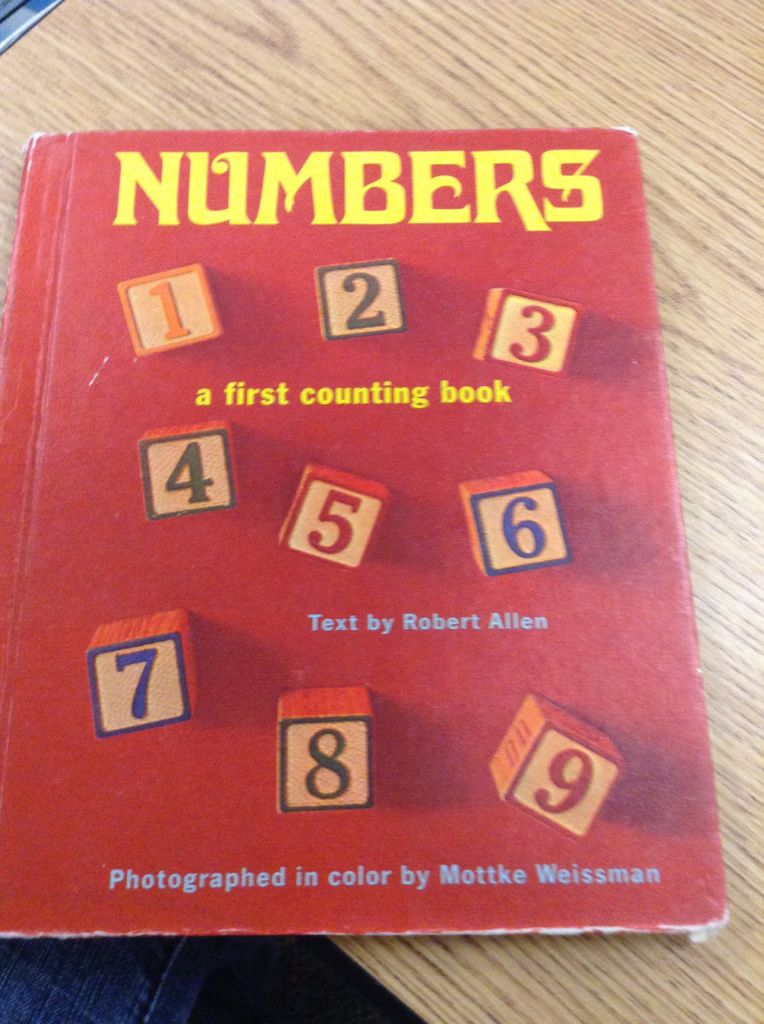 NUMBERS
1 2 3
a first counting book
4 5 6
Text by Robert Allen
7 8 9
Photographed in color by Mottke Weissman